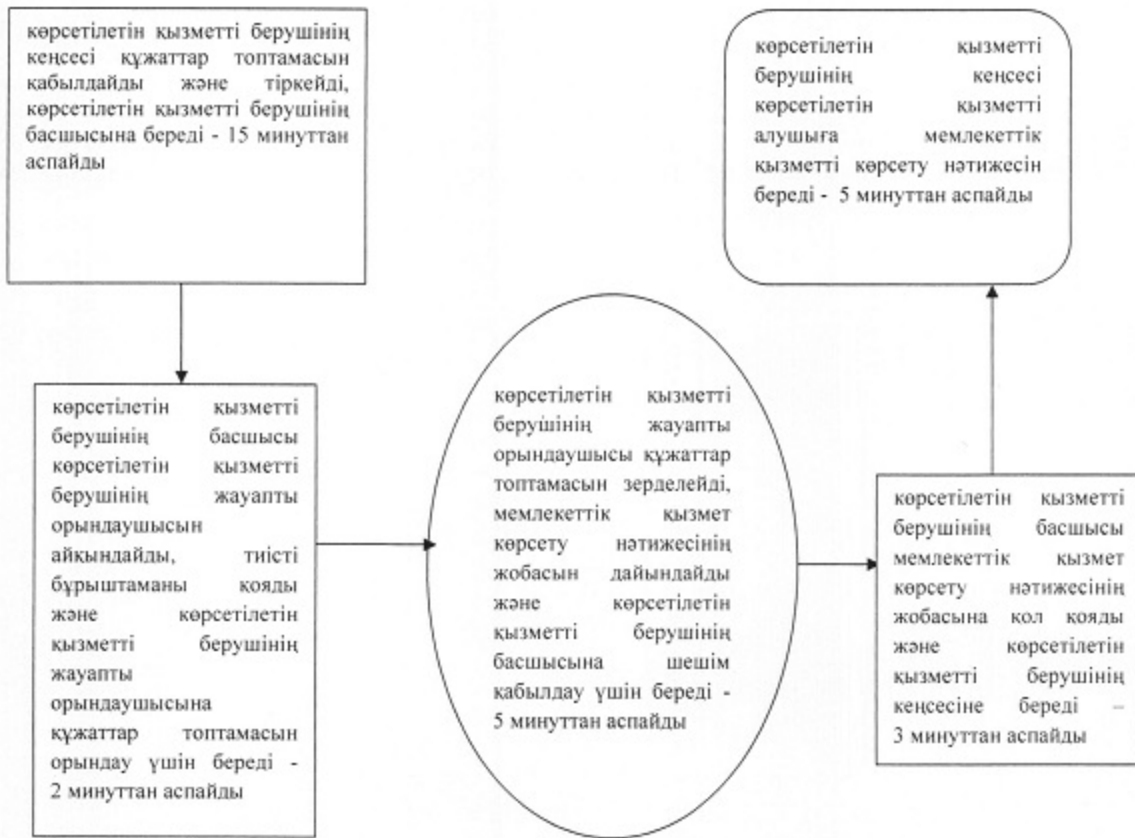 көрсетілетін қызметті берушінің
кеңсесі құжаттар топтамасын
қабылдайды және тіркейді,
көрсетілетін қызметті берушінің
басшысына береді - 15 минуттан
аспайды
көрсетілетін қызметті
берушінің басшысы
көрсетілетін қызметті
берушінің жауапты
орындаушысын
айқындайды, тиісті
бұрыштаманы қояды
және көрсетілетін
қызметті берушінің
жауапты
орындаушысына
құжаттар топтамасын
орындау үшін береді -
2 минуттан аспайды
көрсетілетін қызметті
берушінің жауапты
орындаушысы құжаттар
топтамасын зерделейді,
мемлекеттік қызмет
көрсету нәтижесінің
жобасын дайындайды
және көрсетілетін
қызметті берушінің
басшысына шешім
қабылдау үшін береді -
5 минуттан аспайды
көрсетілетін қызметті
берушінің басшысы
мемлекеттік қызмет
көрсету нәтижесінің
жобасына қол қояды
және көрсетілетін
қызметті берушінің
кеңсесіне береді –
3 минуттан аспайды
көрсетілетін қызметті
берушінің кеңсесі
көрсетілетін қызметті
алушыға мемлекеттік
қызметті көрсету нәтижесін
береді - 5 минуттан аспайды